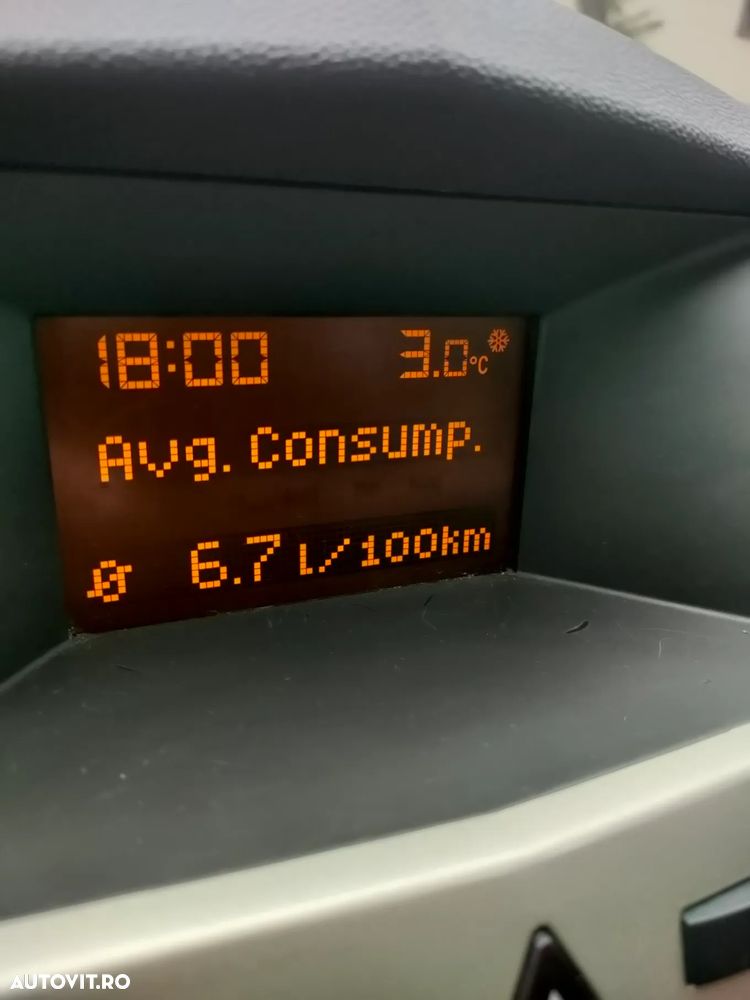 18:00 3.0°C
Avg. Consump.
Ø 6.7 l/100km
AUTOVIT.RO